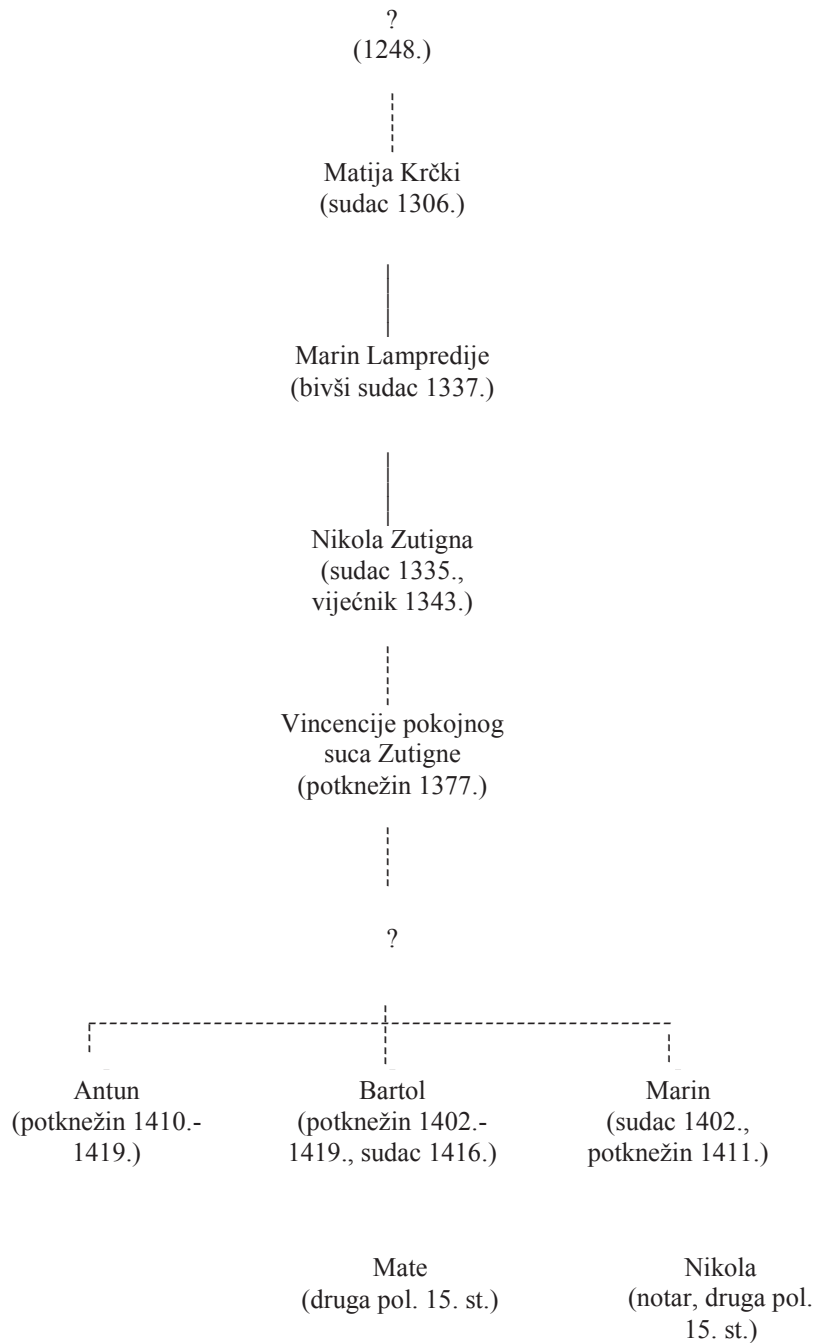 ?
(1248.)
Matija Krčki
(sudac 1306.)
Marin Lampredije
(bivši sudac 1337.)
Nikola Zutigna
(sudac 1335.,
vijećnik 1343.)
Vincencije pokojnog
suca Zutigne
(potknežin 1377.)
?
Antun
(potknežin 1410.-
1419.)
Bartol
(potknežin 1402.-
1419., sudac 1416.)
Marin
(sudac 1402.,
potknežin 1411.)
Mate
(druga pol. 15. st.)
Nikola
(notar, druga pol.
15. st.)